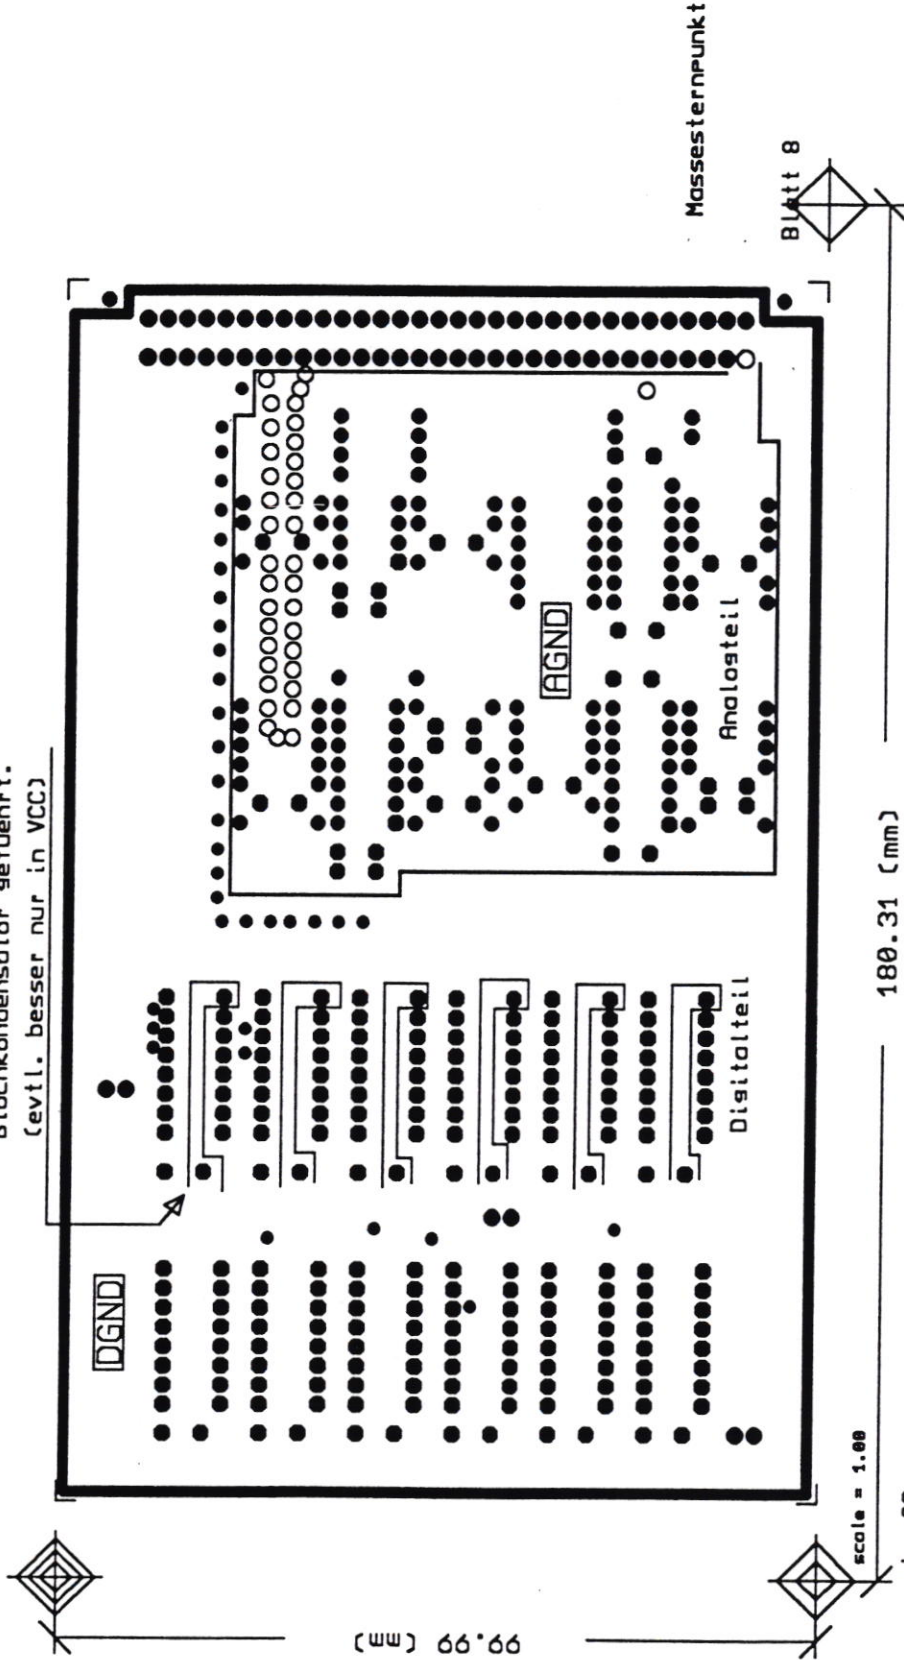 Blockkondensator gefuehrt.
(evtl. besser nur in VCC)
DGND
Digitalteil
AGND
Analogteil
Massesternpunkt
Blatt 8
scale = 1.00
180.31 (mm)
99.99 (mm)